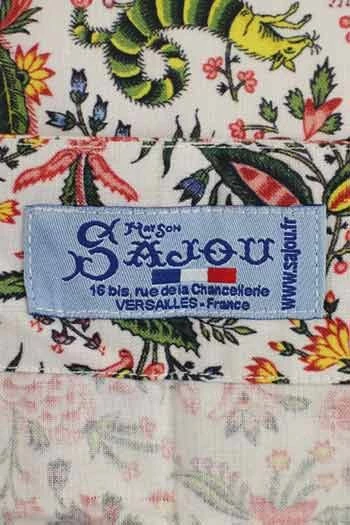 MAISON
SAJOU
16 bis, rue de la Chancellerie
VERSAILLES - France
www.sajou.fr